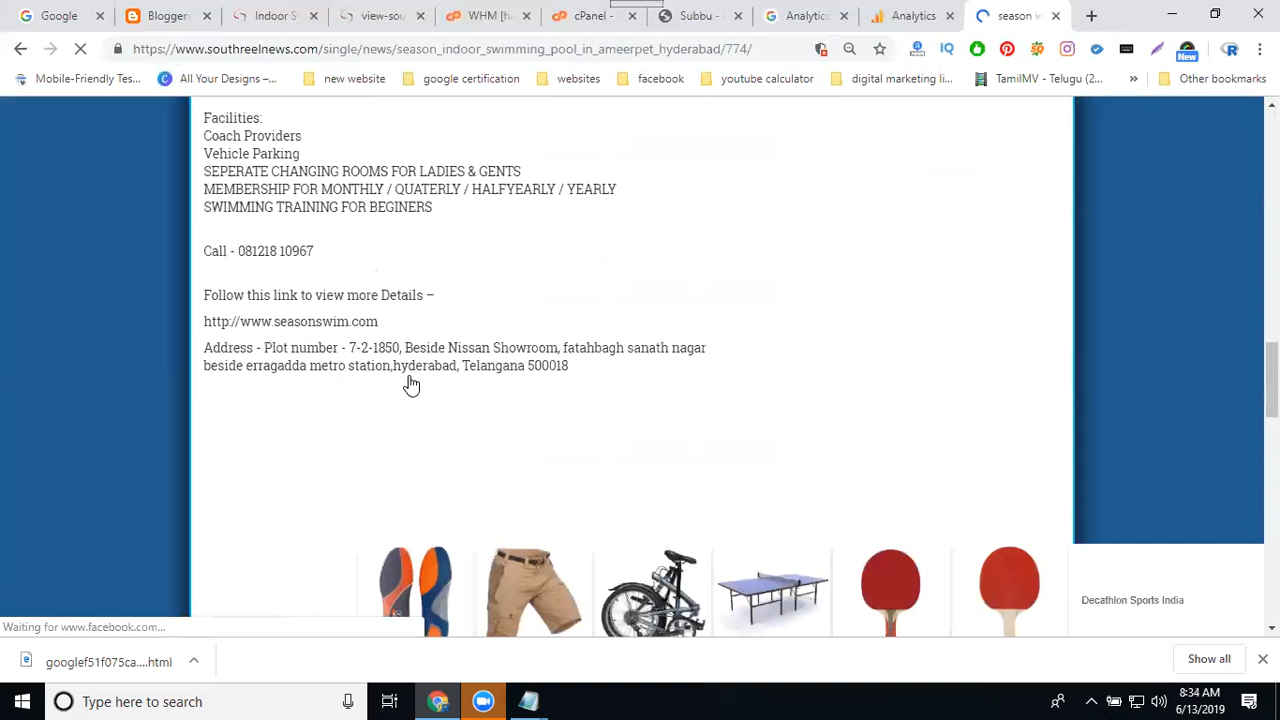 Google
Blogger
Indoor S
view-sou
WHM [h
cPanel -
Subbu -
Analytic
Analytics
season w
https://www.southreelnews.com/single/news/season_indoor_swimming_pool_in_ameerpet_hyderabad/774/
Mobile-Friendly Tes...
All Your Designs –...
new website
google certification
websites
facebook
youtube calculator
digital marketing li...
TamilMV - Telugu (2...
»
Other bookmarks
New
Facilities:
Coach Providers
Vehicle Parking
SEPERATE CHANGING ROOMS FOR LADIES & GENTS
MEMBERSHIP FOR MONTHLY / QUATERLY / HALFYEARLY / YEARLY
SWIMMING TRAINING FOR BEGINERS
Call - 081218 10967
Follow this link to view more Details –
http://www.seasonswim.com
Address - Plot number - 7-2-1850, Beside Nissan Showroom, fatahbagh sanath nagar
beside erragadda metro station,hyderabad, Telangana 500018
Decathlon Sports India
Waiting for www.facebook.com...
googlef51f075ca....html
Show all
Type here to search
8:34 AM
6/13/2019